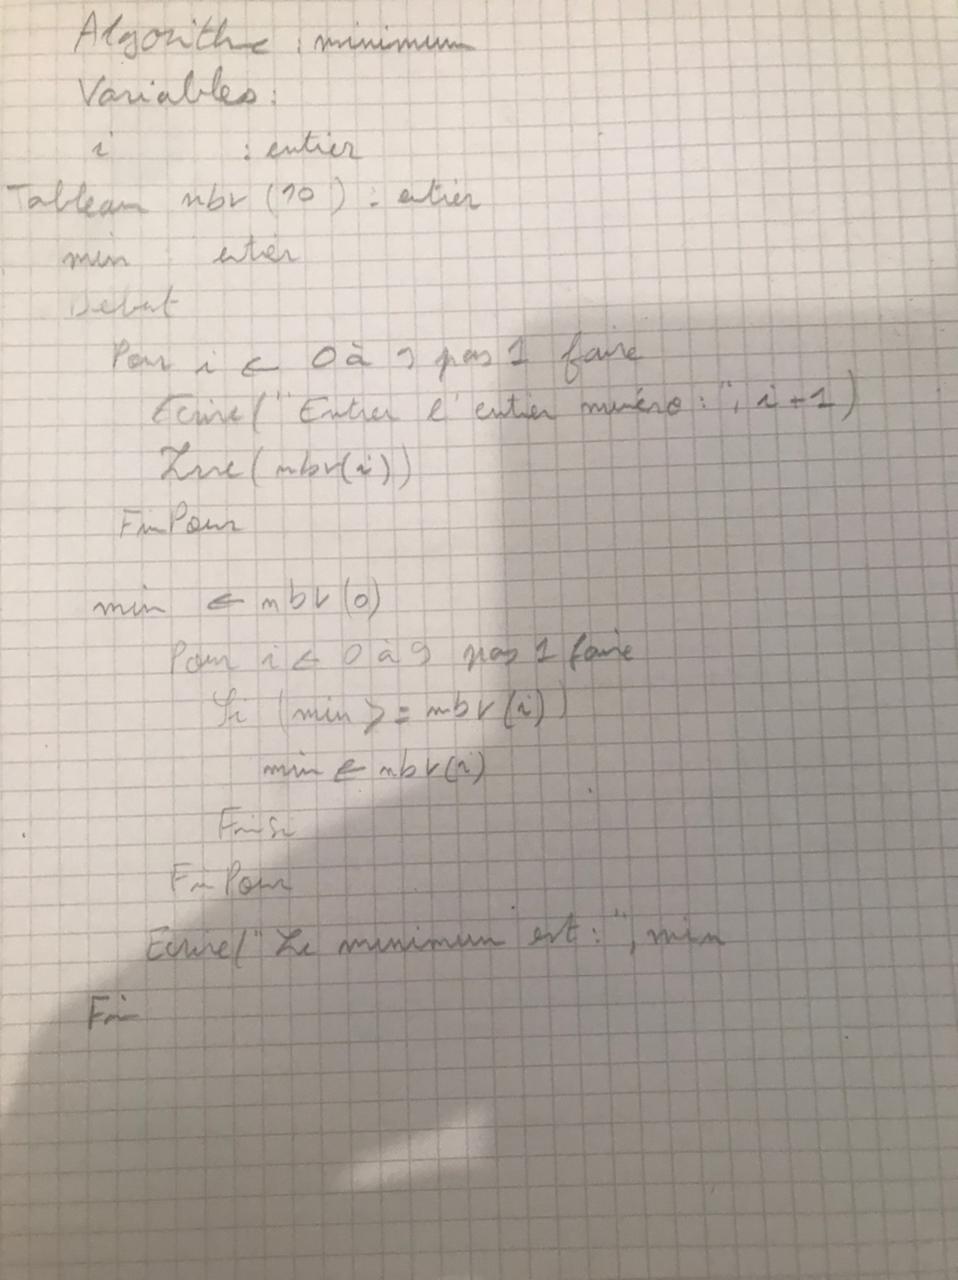 Algorithme : minimum
Variables :
i : entier
Tableau nbr (10) : entier
min entier
Debut
Pour i ← 0 à 9 pas 1 faire
Ecrire(" Entrer l'entier numéro : ", i + 1)
Lire(nbr(i))
FinPour
min ← nbr(0)
Pour i ← 0 à 9 pas 1 faire
Si (min >= nbr(i))
min ← nbr(i)
FinSi
FinPour
Ecrire(" Le minimum est : ", min
Fin